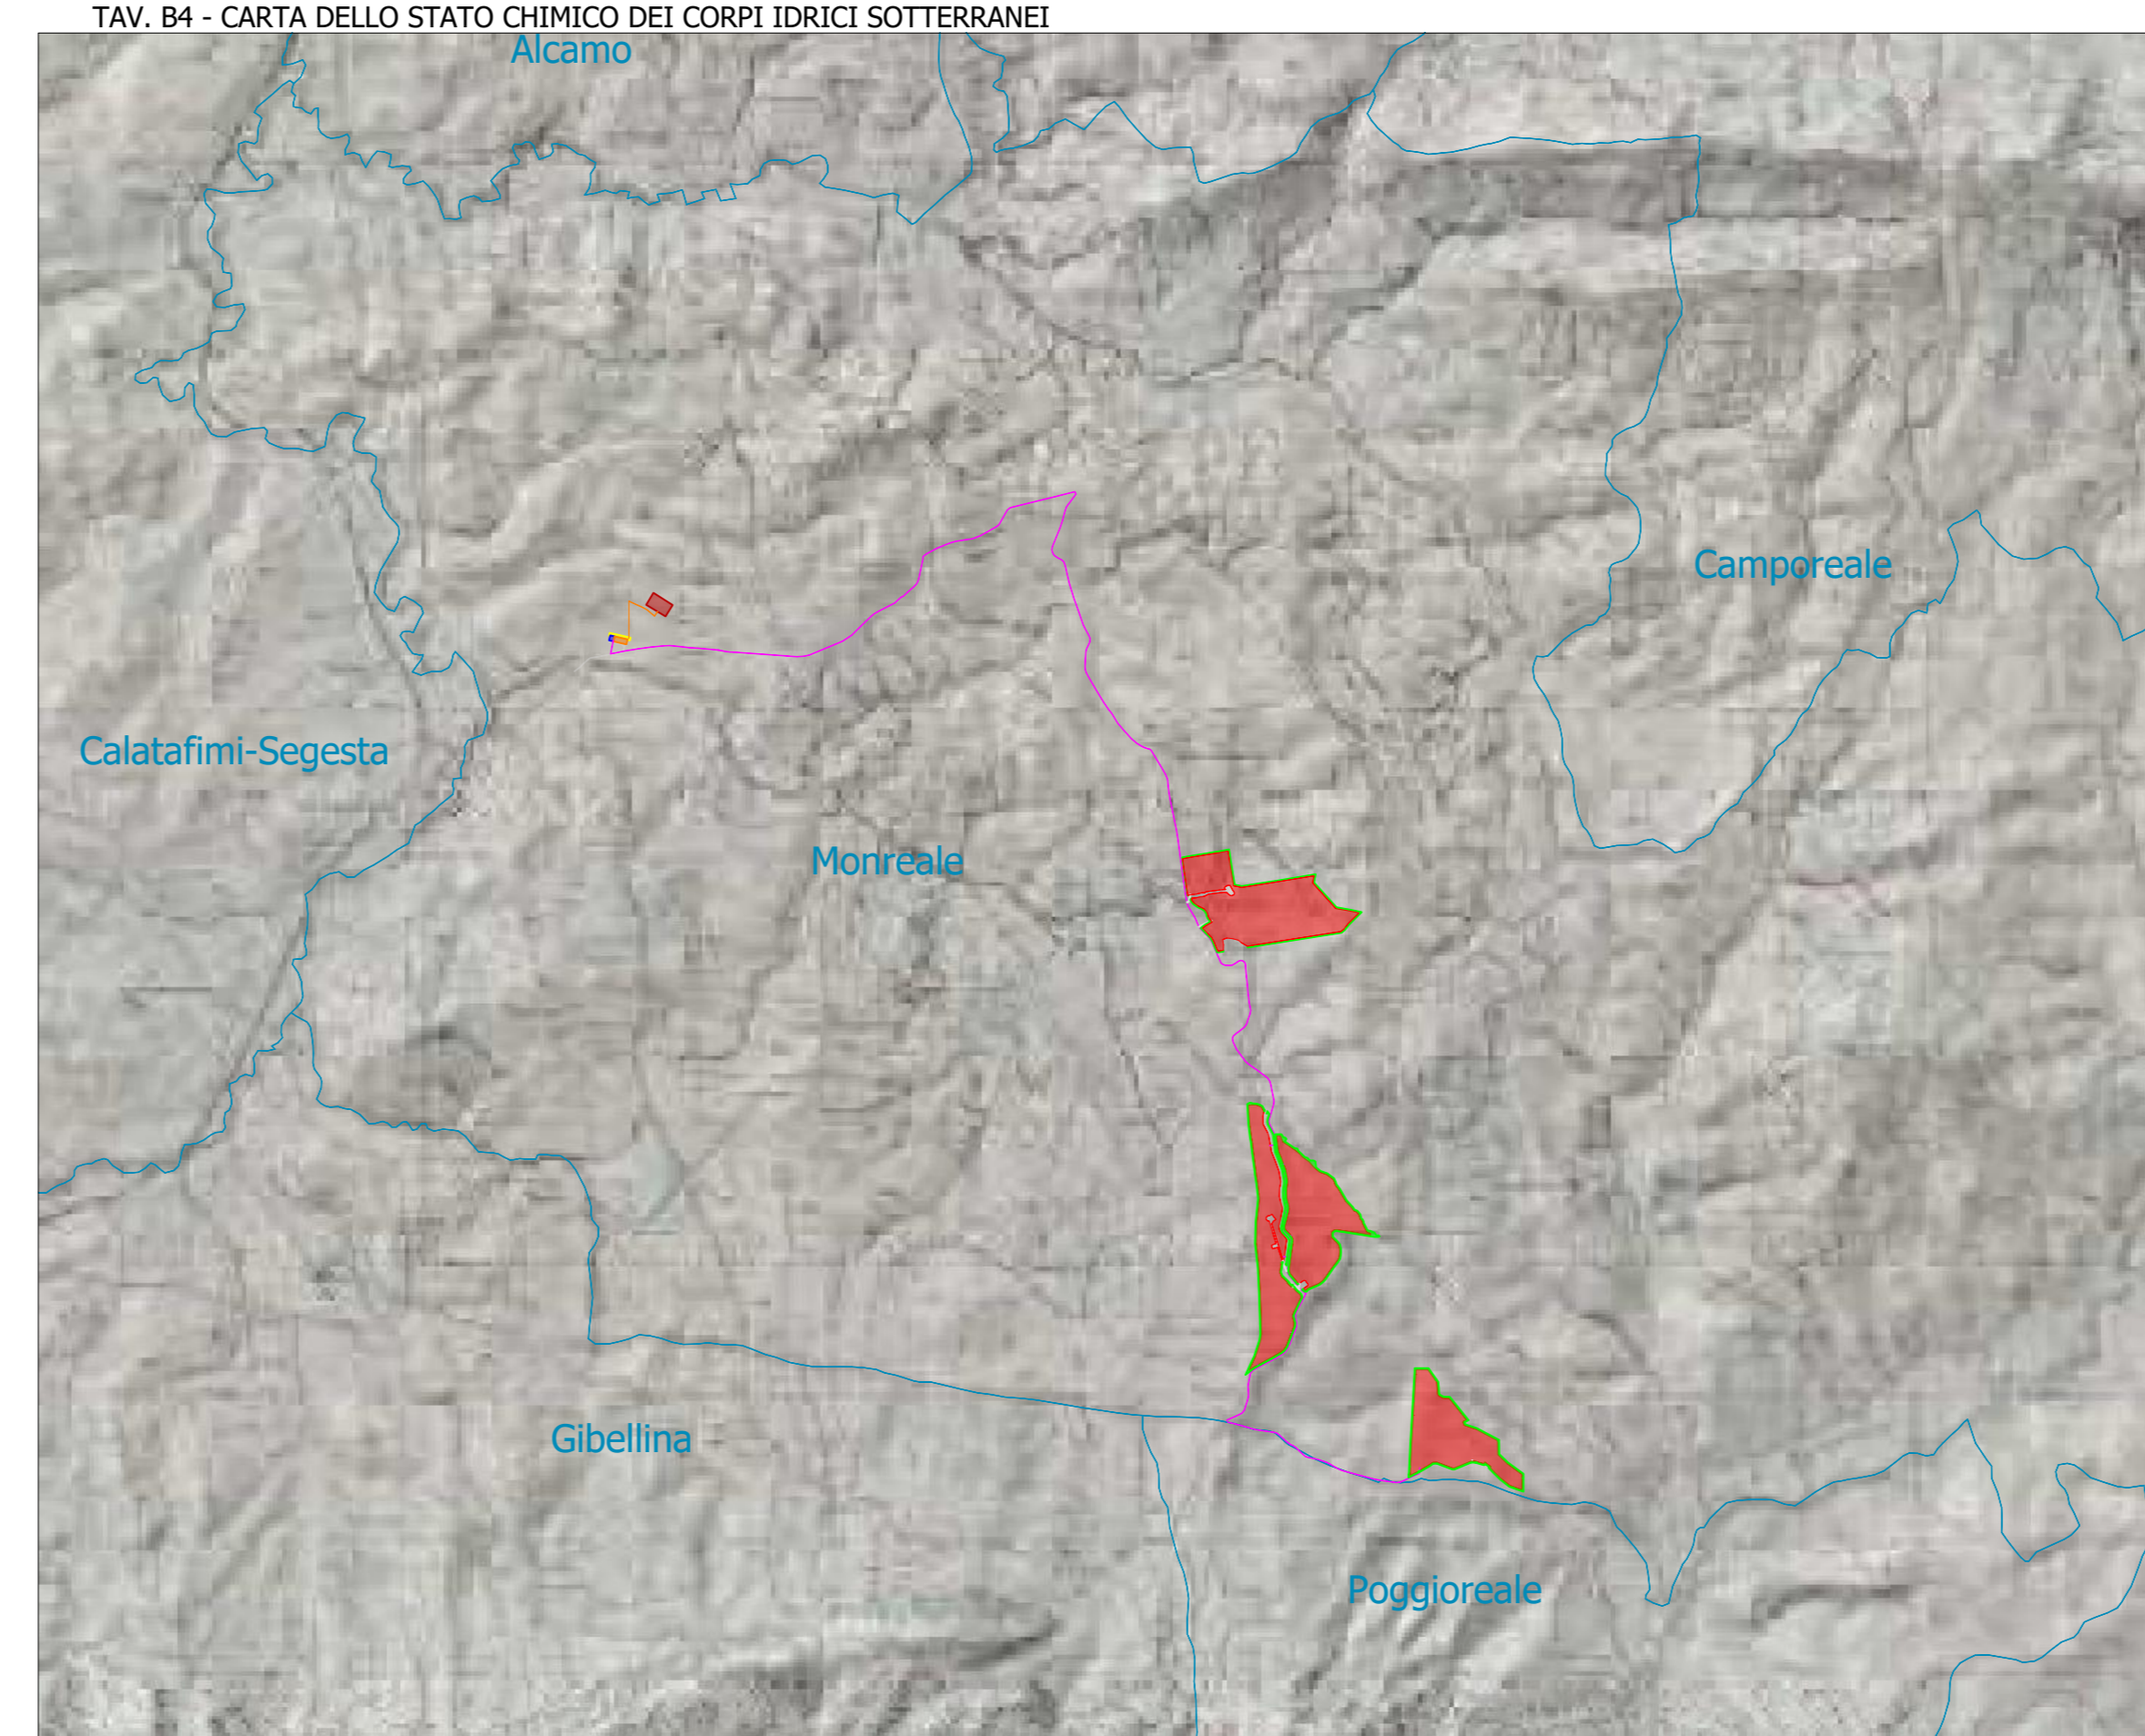 TAV. B4 - CARTA DELLO STATO CHIMICO DEI CORPI IDRICI SOTTERRANEI
Alcamo
Camporeale
Calatafimi-Segesta
Monreale
Gibellina
Poggioreale